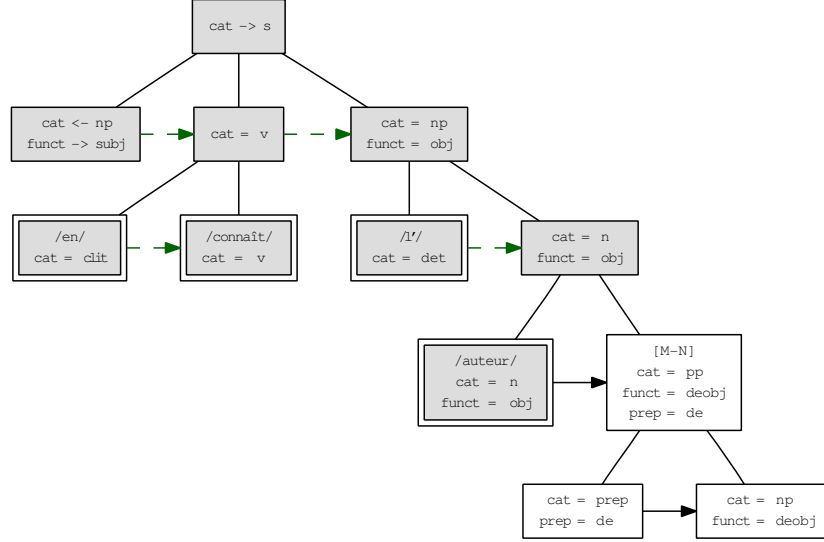 cat -> s
cat <- np
funct -> subj
cat = v
cat = np
funct = obj
/en/
cat = clit
/connaît/
cat = v
/l'/
cat = det
cat = n
funct = obj
/auteur/
cat = n
funct = obj
[M-N]
cat = pp
funct = deobj
prep = de
cat = prep
prep = de
cat = np
funct = deobj